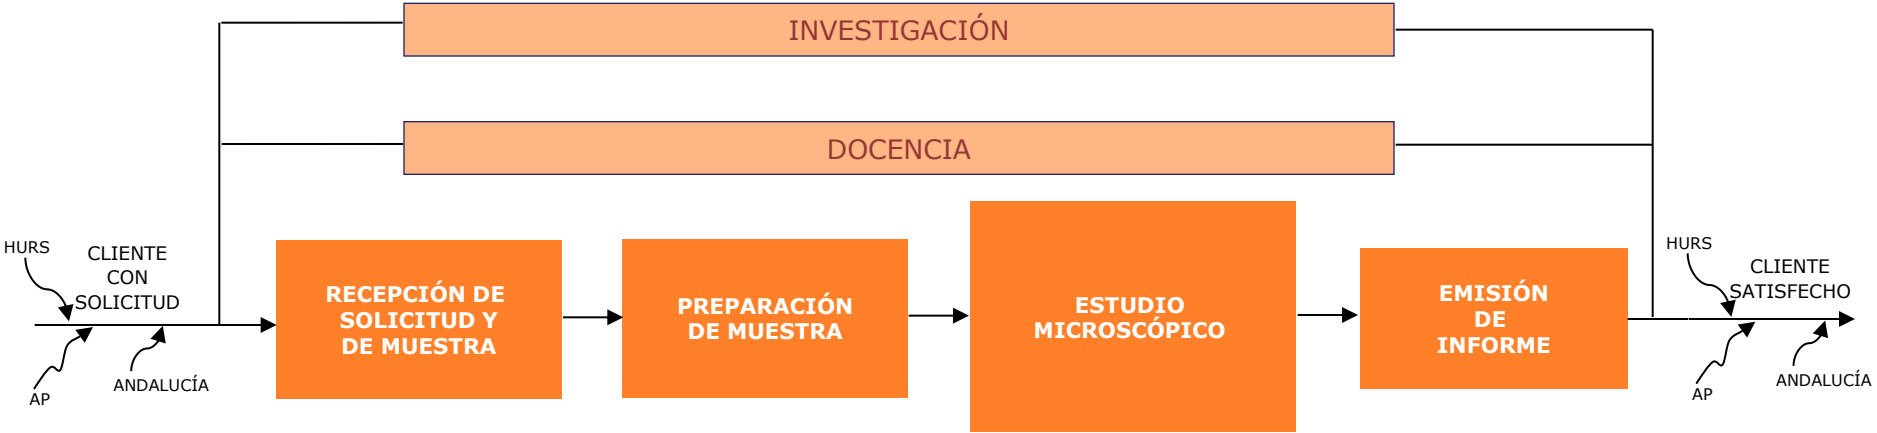 INVESTIGACIÓN
DOCENCIA
HURS
CLIENTE
CON
SOLICITUD
AP
ANDALUCÍA
RECEPCIÓN DE
SOLICITUD Y
DE MUESTRA
PREPARACIÓN
DE MUESTRA
ESTUDIO
MICROSCÓPICO
EMISIÓN
DE
INFORME
HURS
CLIENTE
SATISFECHO
AP
ANDALUCÍA